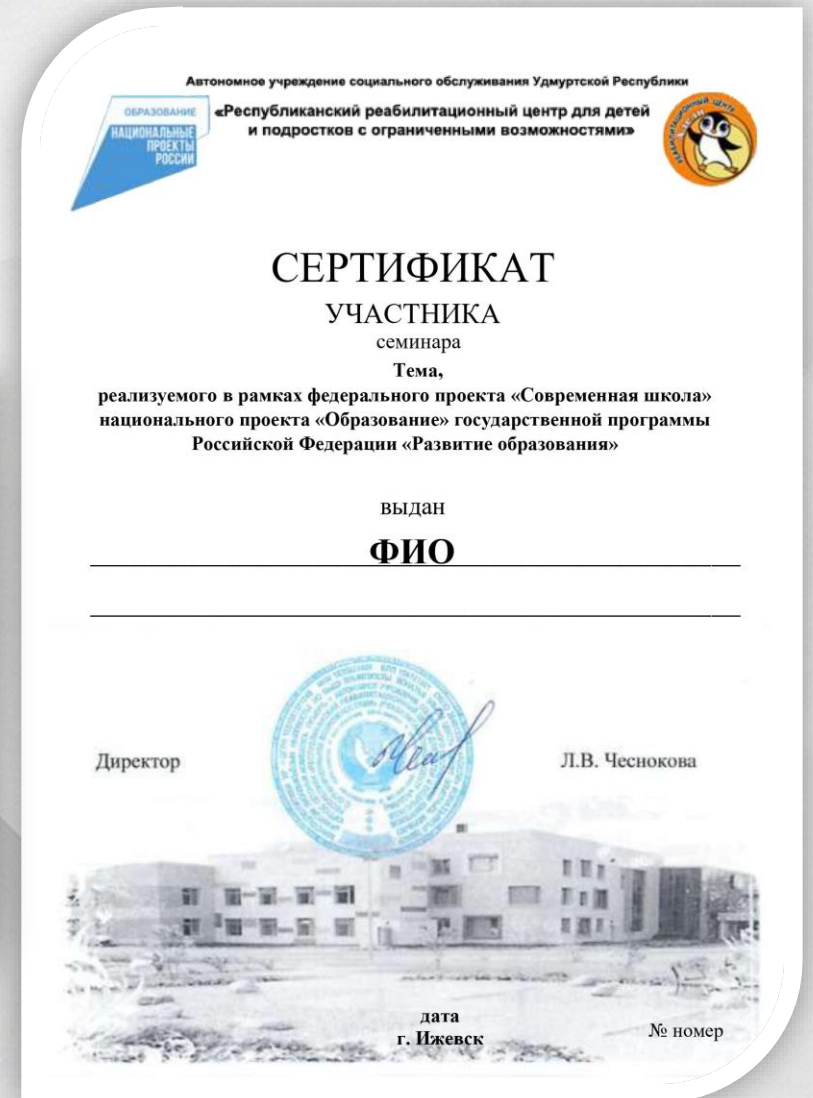 Автономное учреждение социального обслуживания Удмуртской Республики
«Республиканский реабилитационный центр для детей
и подростков с ограниченными возможностями»
ОБРАЗОВАНИЕ
НАЦИОНАЛЬНЫЕ
ПРОЕКТЫ
РОССИИ
СЕРТИФИКАТ
УЧАСТНИКА
семинара
Тема,
реализуемого в рамках федерального проекта «Современная школа»
национального проекта «Образование» государственной программы
Российской Федерации «Развитие образования»
выдан
ФИО
Директор
Л.В. Чеснокова
дата
г. Ижевск
№ номер